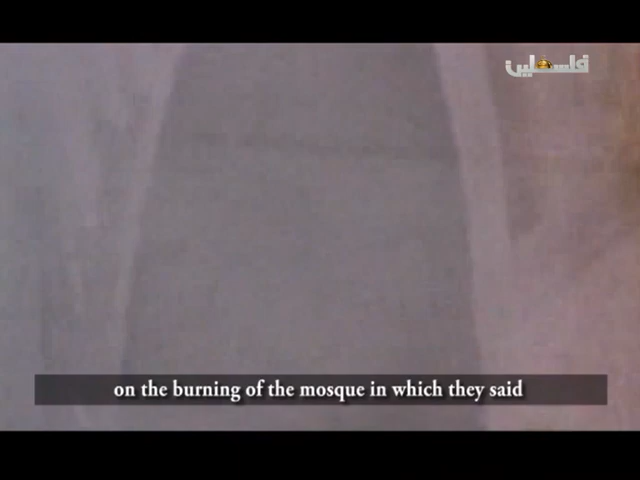 فلسطين
on the burning of the mosque in which they said